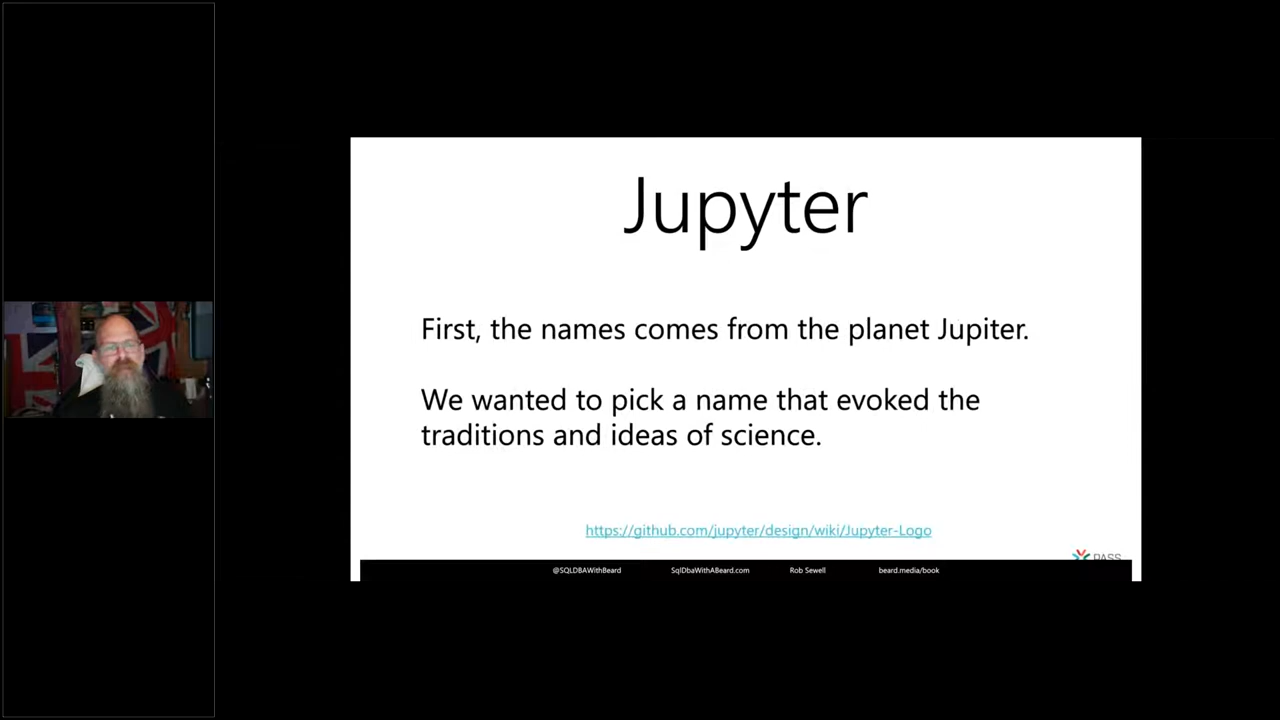 Jupyter
First, the names comes from the planet Jupiter.
We wanted to pick a name that evoked the
traditions and ideas of science.
https://github.com/jupyter/design/wiki/Jupyter-Logo
PASS
@SQLDBAWithBeard SqlDbaWithABeard.com Rob Sewell beard.media/book